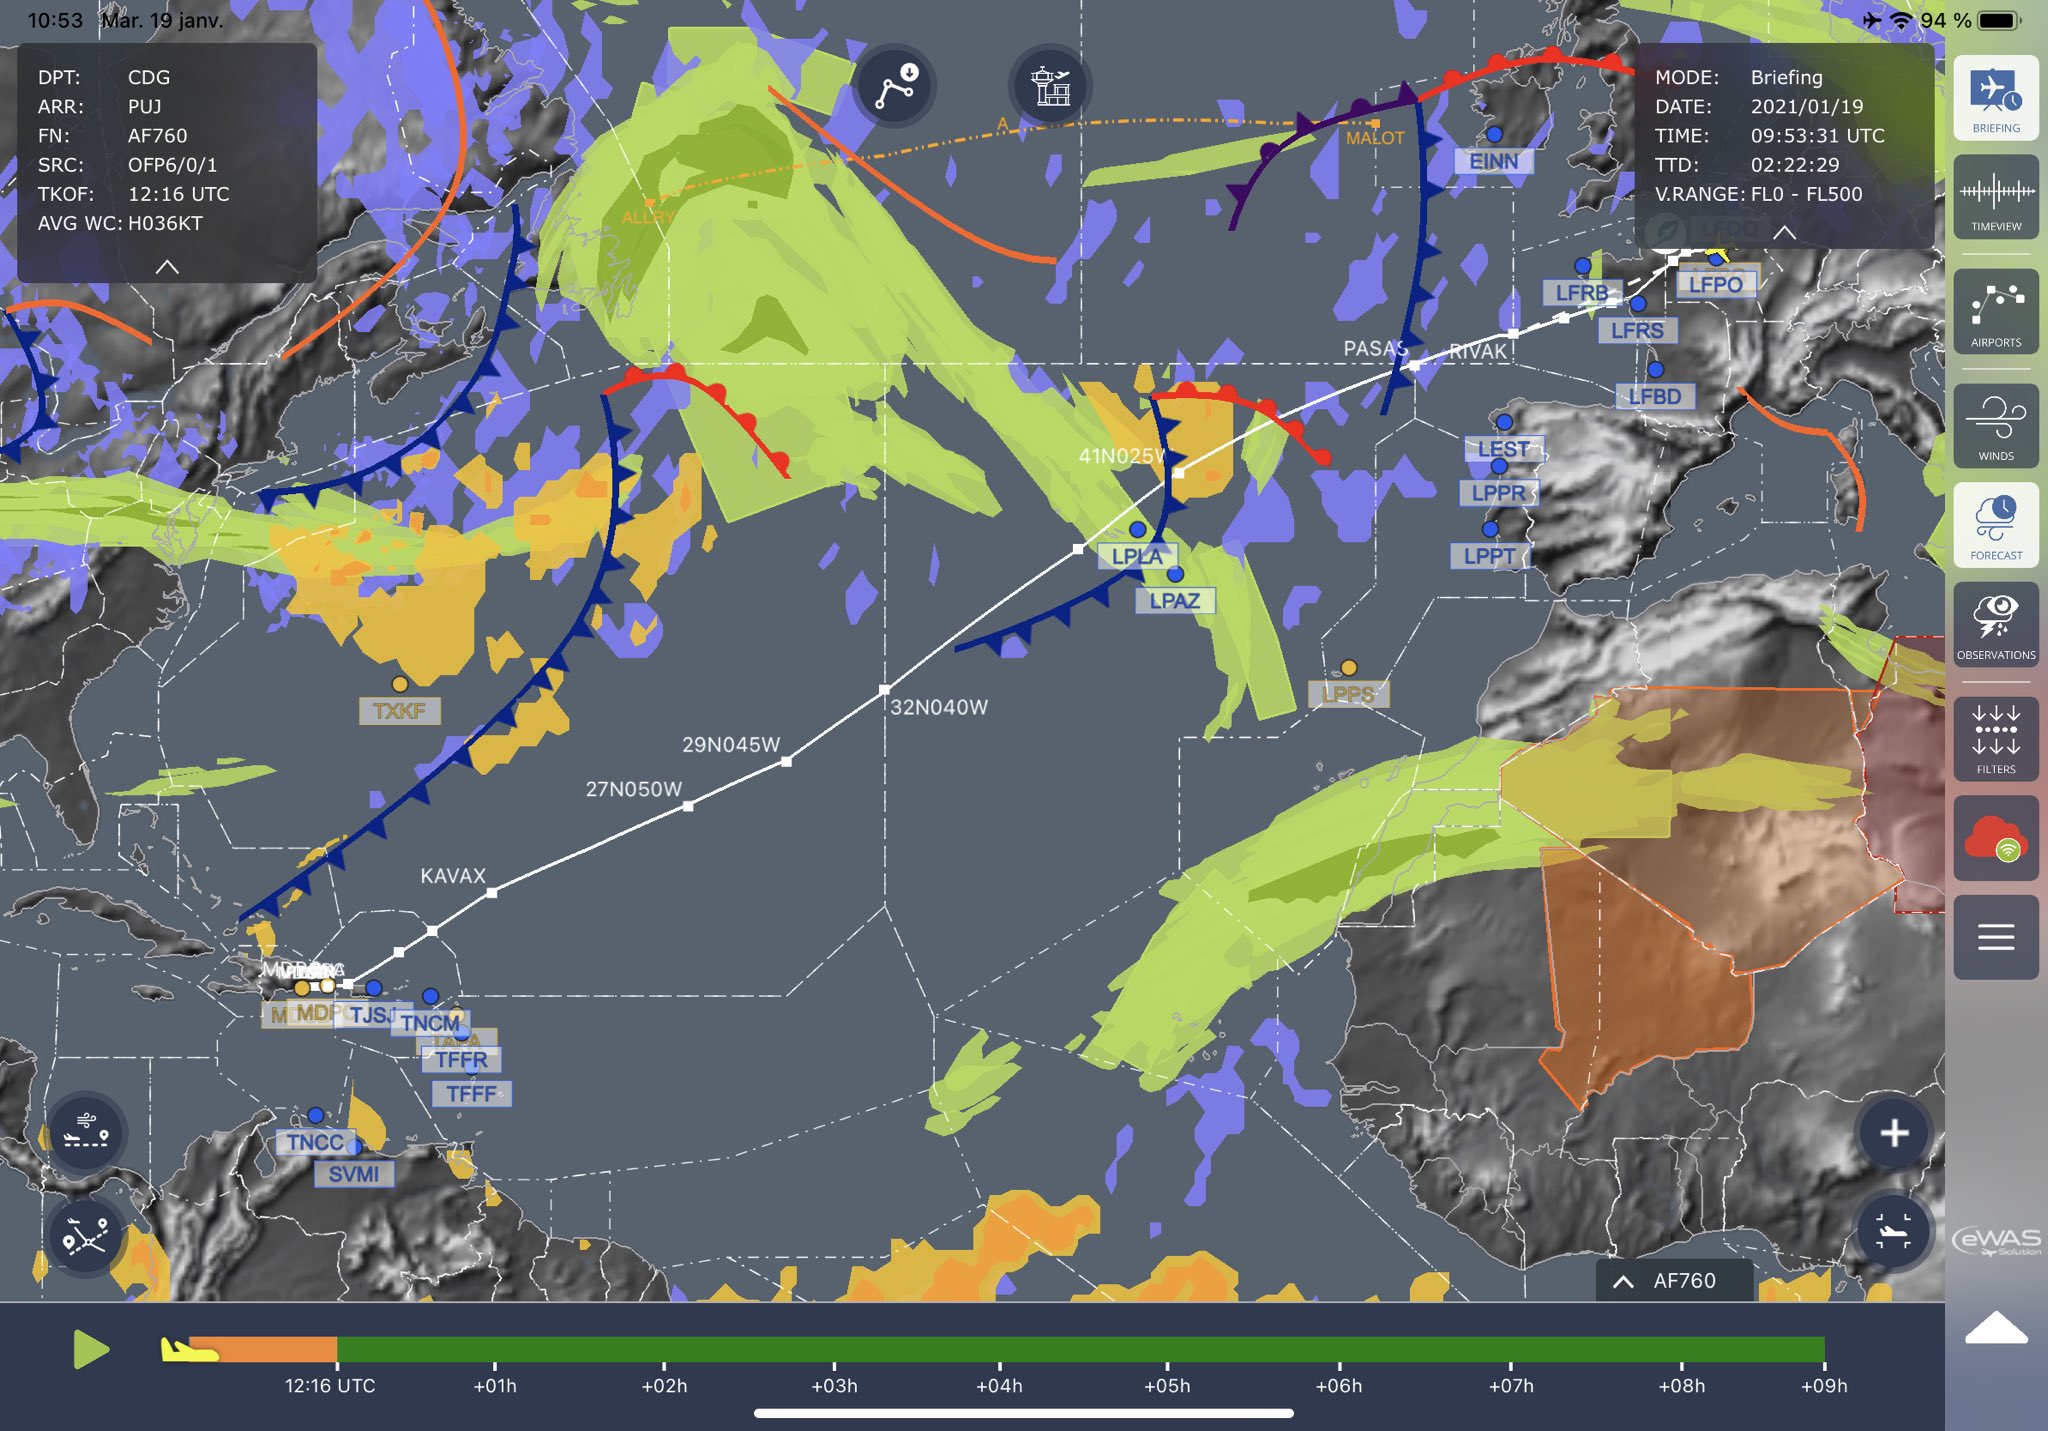 10:53 Mar. 19 janv.
94 %
DPT: CDG
ARR: PUJ
FN: AF760
SRC: OFP6/0/1
TKOF: 12:16 UTC
AVG WC: H036KT
MODE: Briefing
DATE: 2021/01/19
TIME: 09:53:31 UTC
TTD: 02:22:29
V.RANGE: FL0 - FL500
BRIEFING
TIMEVIEW
AIRPORTS
WINDS
FORECAST
OBSERVATIONS
FILTERS
eWAS
Solution
A
MALOT
ALLRY
EINN
LFQQ
LFRB
LFPO
LFRS
PASAS
RIVAK
LFBD
LEST
41N025W
LPPR
LPPT
LPLA
LPAZ
LPPS
TXKF
32N040W
29N045W
27N050W
KAVAX
TJSJ
TNCM
TAPA
TFFR
TFFF
TNCC
SVMI
AF760
12:16 UTC
+01h
+02h
+03h
+04h
+05h
+06h
+07h
+08h
+09h